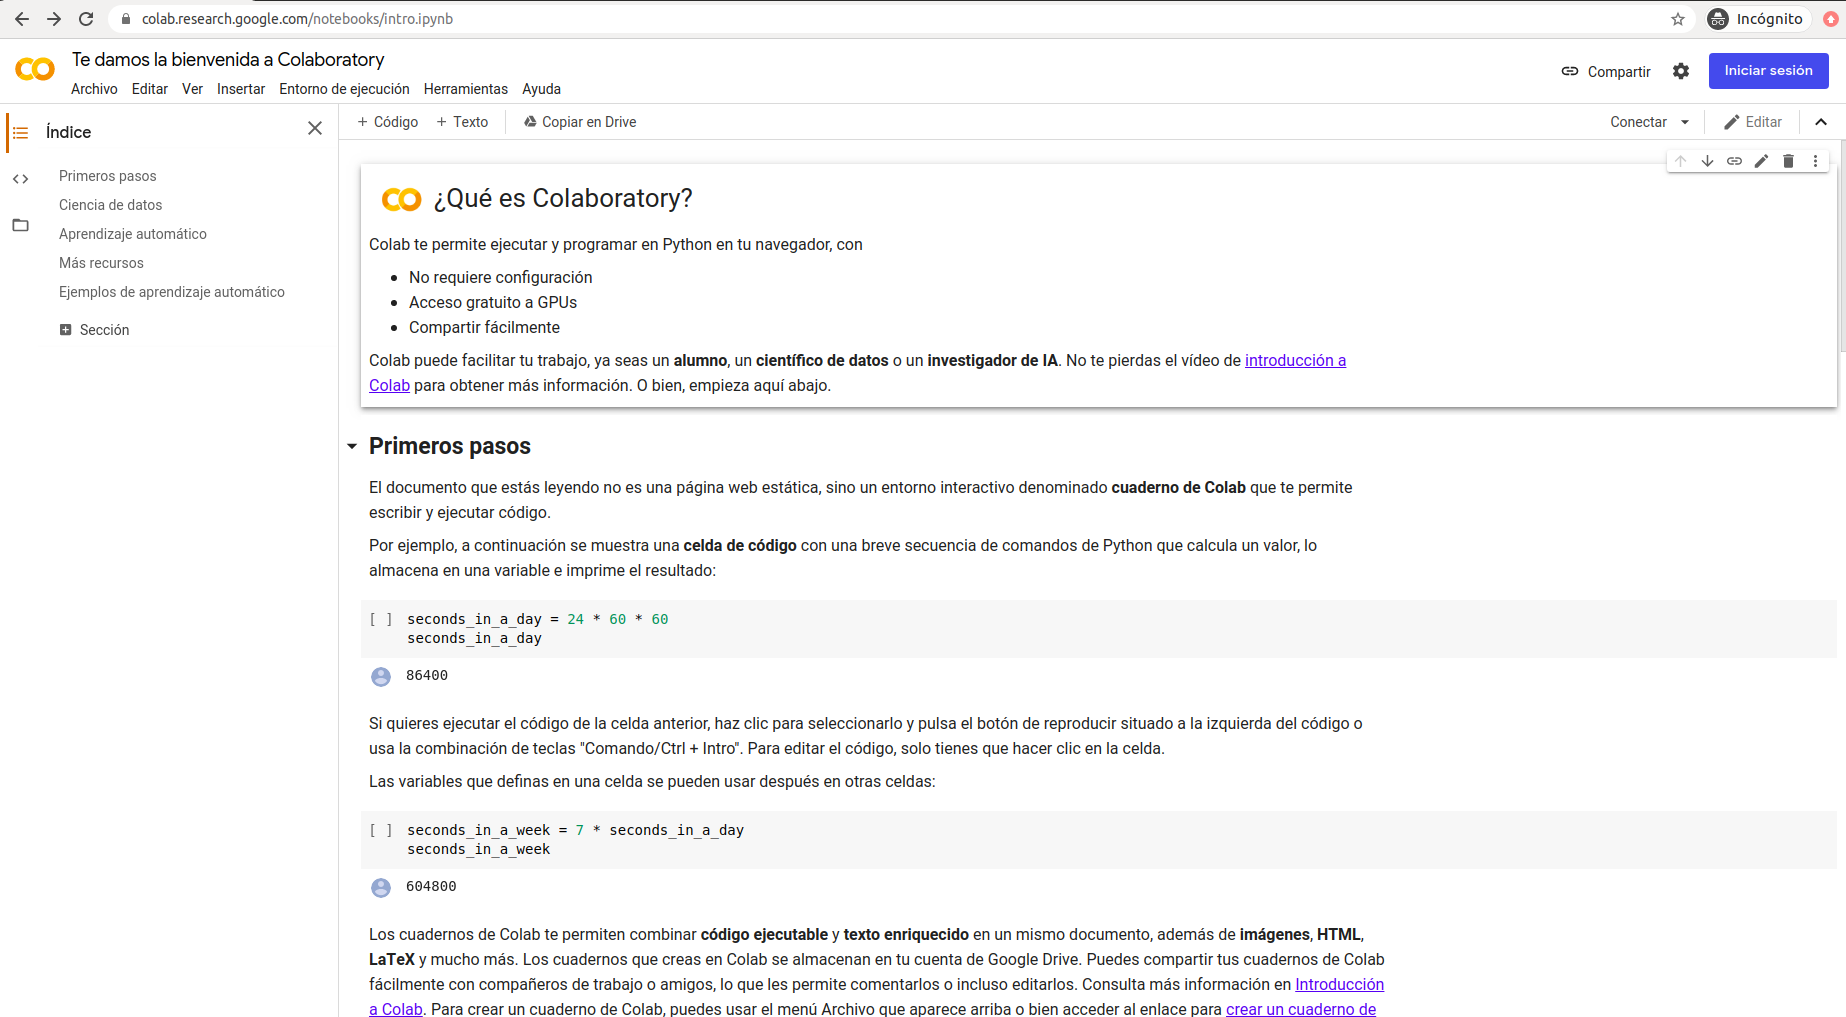 colab.research.google.com/notebooks/intro.ipynb
Incógnito
Te damos la bienvenida a Colaboratory
Archivo Editar Ver Insertar Entorno de ejecución Herramientas Ayuda
Compartir
Iniciar sesión
Índice
Primeros pasos
Ciencia de datos
Aprendizaje automático
Más recursos
Ejemplos de aprendizaje automático
Sección
+ Código + Texto Copiar en Drive
Conectar Editar
CO ¿Qué es Colaboratory?
Colab te permite ejecutar y programar en Python en tu navegador, con
• No requiere configuración
• Acceso gratuito a GPUs
• Compartir fácilmente
Colab puede facilitar tu trabajo, ya seas un alumno, un científico de datos o un investigador de IA. No te pierdas el vídeo de introducción a
Colab para obtener más información. O bien, empieza aquí abajo.
Primeros pasos
El documento que estás leyendo no es una página web estática, sino un entorno interactivo denominado cuaderno de Colab que te permite
escribir y ejecutar código.
Por ejemplo, a continuación se muestra una celda de código con una breve secuencia de comandos de Python que calcula un valor, lo
almacena en una variable e imprime el resultado:
[ ] seconds_in_a_day = 24 * 60 * 60
seconds_in_a_day
86400
Si quieres ejecutar el código de la celda anterior, haz clic para seleccionarlo y pulsa el botón de reproducir situado a la izquierda del código o
usa la combinación de teclas "Comando/Ctrl + Intro". Para editar el código, solo tienes que hacer clic en la celda.
Las variables que definas en una celda se pueden usar después en otras celdas:
[ ] seconds_in_a_week = 7 * seconds_in_a_day
seconds_in_a_week
604800
Los cuadernos de Colab te permiten combinar código ejecutable y texto enriquecido en un mismo documento, además de imágenes, HTML,
LaTeX y mucho más. Los cuadernos que creas en Colab se almacenan en tu cuenta de Google Drive. Puedes compartir tus cuadernos de Colab
fácilmente con compañeros de trabajo o amigos, lo que les permite comentarlos o incluso editarlos. Consulta más información en Introducción
a Colab. Para crear un cuaderno de Colab, puedes usar el menú Archivo que aparece arriba o bien acceder al enlace para crear un cuaderno de